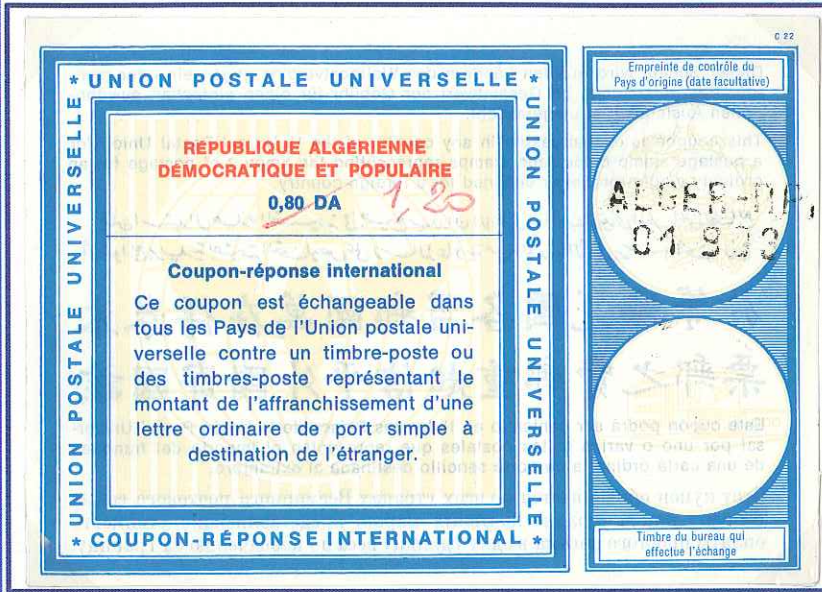 C 22
* UNION POSTALE UNIVERSELLE *
UNION POSTALE UNIVERSELLE
UNION POSTALE UNIVERSELLE
RÉPUBLIQUE ALGÉRIENNE
DÉMOCRATIQUE ET POPULAIRE
0,80 DA 1,20
Coupon-réponse international
Ce coupon est échangeable dans
tous les Pays de l'Union postale uni-
verselle contre un timbre-poste ou
des timbres-poste représentant le
montant de l'affranchissement d'une
lettre ordinaire de port simple à
destination de l'étranger.
* COUPON-RÉPONSE INTERNATIONAL *
Empreinte de contrôle du
Pays d'origine (date facultative)
ALGER-RP.
01 933
Timbre du bureau qui
effectue l'échange